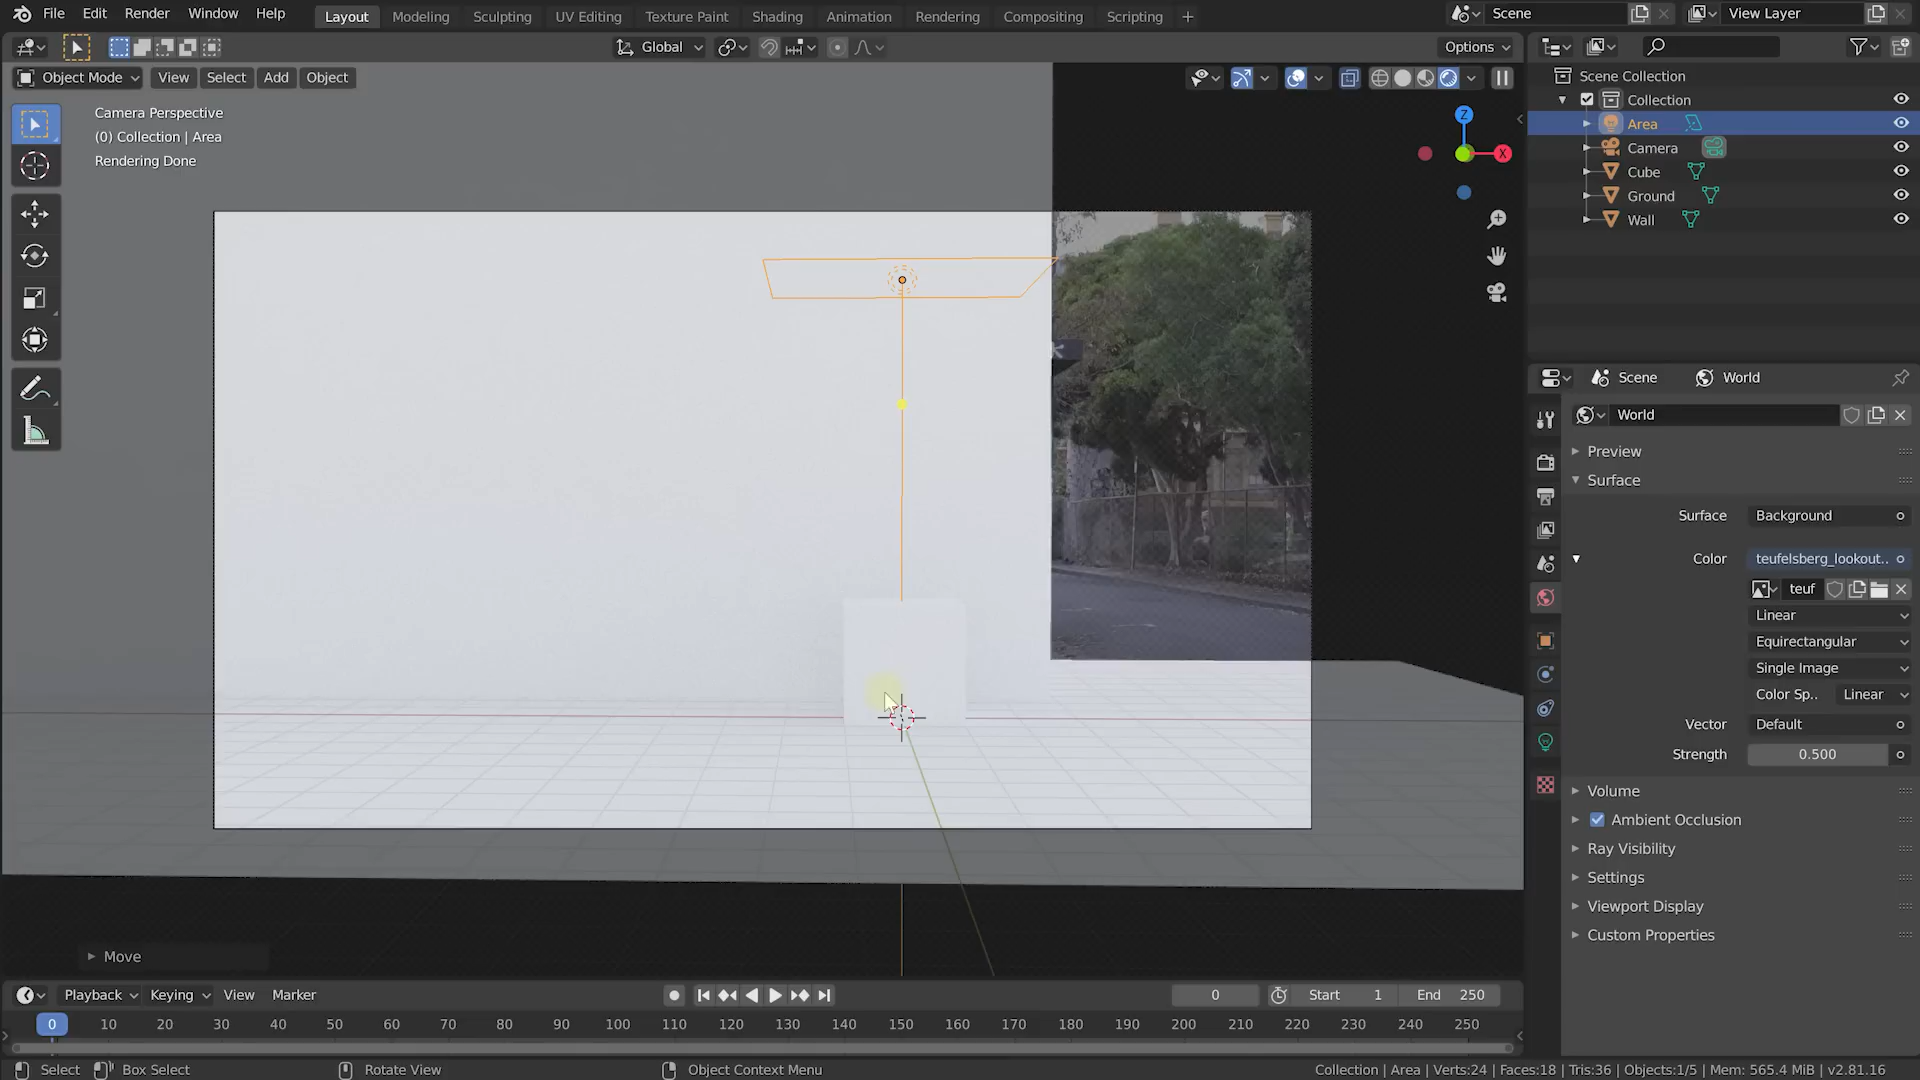 File Edit Render Window Help Layout Modeling Sculpting UV Editing Texture Paint Shading Animation Rendering Compositing Scripting + Scene View Layer
Global Options
Object Mode View Select Add Object
Camera Perspective
(0) Collection | Area
Rendering Done
Z
X
Scene Collection
Collection
Area
Camera
Cube
Ground
Wall
Scene World
World
Preview
Surface
Surface Background
Color teufelsberg_lookout..
teuf
Linear
Equirectangular
Single Image
Color Sp.. Linear
Vector Default
Strength 0.500
Volume
Ambient Occlusion
Ray Visibility
Settings
Viewport Display
Custom Properties
Move
Playback Keying View Marker 0 Start 1 End 250
0 10 20 30 40 50 60 70 80 90 100 110 120 130 140 150 160 170 180 190 200 210 220 230 240 250
Select Box Select Rotate View Object Context Menu Collection | Area | Verts:24 | Faces:18 | Tris:36 | Objects:1/5 | Mem: 565.4 MiB | v2.81.16